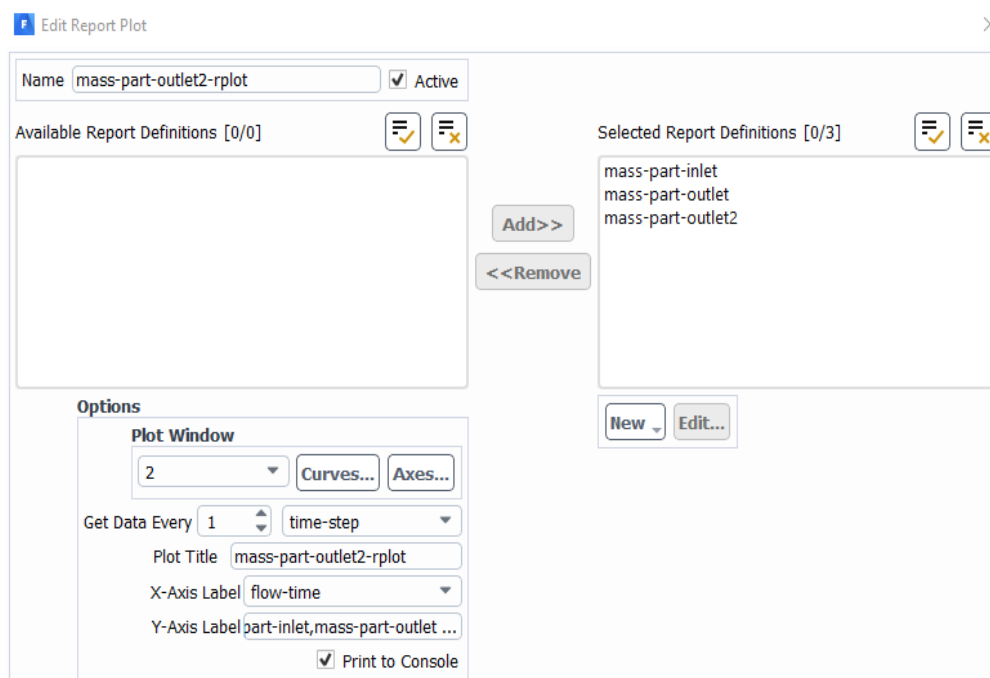 Edit Report Plot
Name mass-part-outlet2-rplot Active
Available Report Definitions [0/0]
Selected Report Definitions [0/3]
mass-part-inlet
mass-part-outlet
mass-part-outlet2
Add>>
<<Remove
New Edit...
Options
Plot Window
2 Curves... Axes...
Get Data Every 1 time-step
Plot Title mass-part-outlet2-rplot
X-Axis Label flow-time
Y-Axis Label part-inlet,mass-part-outlet ...
Print to Console